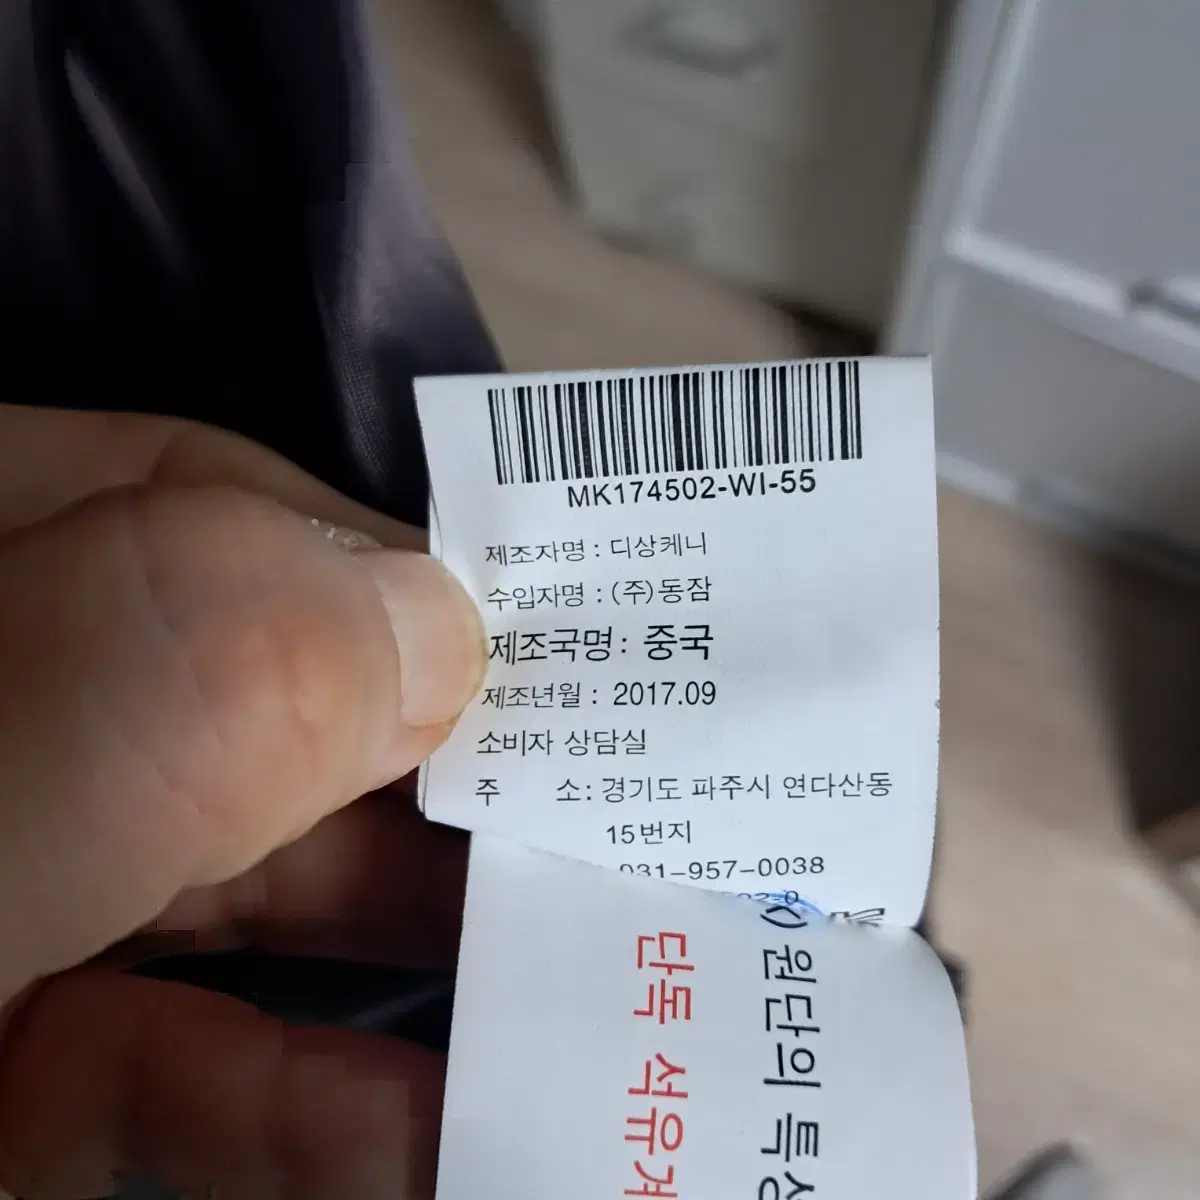 MK174502-WI-55
제조자명 : 디상케니
수입자명 : (주)동잠
제조국명 : 중국
제조년월 : 2017.09
소비자 상담실
주 소 : 경기도 파주시 연다산동
15번지
031-957-0038
원단의 특
단독 석유